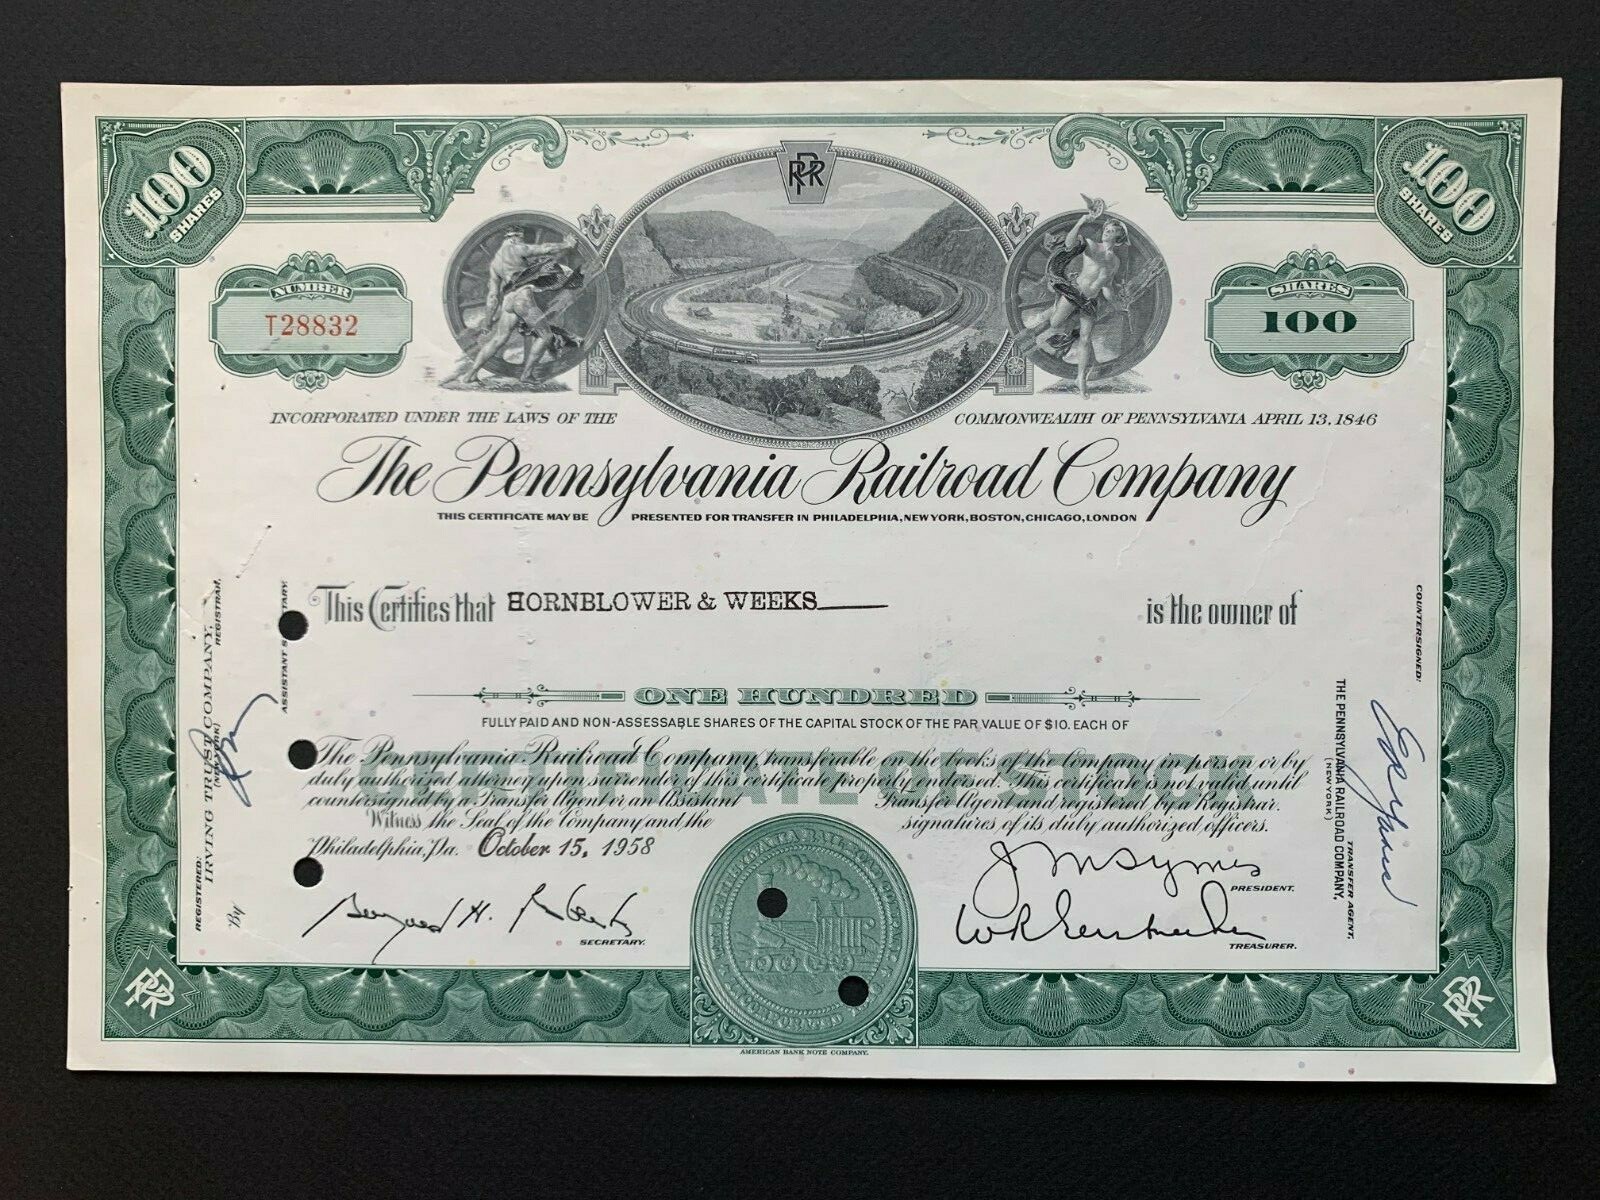 100 SHARES
PRR
100 SHARES
NUMBER
T28832
SHARES
100
INCORPORATED UNDER THE LAWS OF THE COMMONWEALTH OF PENNSYLVANIA APRIL 13, 1846
The Pennsylvania Railroad Company
THIS CERTIFICATE MAY BE PRESENTED FOR TRANSFER IN PHILADELPHIA, NEW YORK, BOSTON, CHICAGO, LONDON
This Certifies that HORNBLOWER & WEEKS is the owner of
ONE HUNDRED
FULLY PAID AND NON-ASSESSABLE SHARES OF THE CAPITAL STOCK OF THE PAR VALUE OF $10. EACH OF
CERTIFICATE OF STOCK
The Pennsylvania Railroad Company, transferable on the books of the Company in person or by
duly authorized attorney upon surrender of this certificate properly endorsed. This certificate is not valid until
countersigned by a Transfer Agent or an Assistant Transfer Agent and registered by a Registrar.
Witness the Seal of the Company and the signatures of its duly authorized officers.
Philadelphia, Pa. October 15, 1958
J M Symes
PRESIDENT.
SECRETARY.
TREASURER.
REGISTERED:
IRVING TRUST COMPANY,
(NEW YORK)
REGISTRAR.
By
ASSISTANT SECRETARY.
COUNTERSIGNED:
THE PENNSYLVANIA RAILROAD COMPANY,
(NEW YORK)
TRANSFER AGENT.
PRR
INCORPORATED
PRR
AMERICAN BANK NOTE COMPANY.